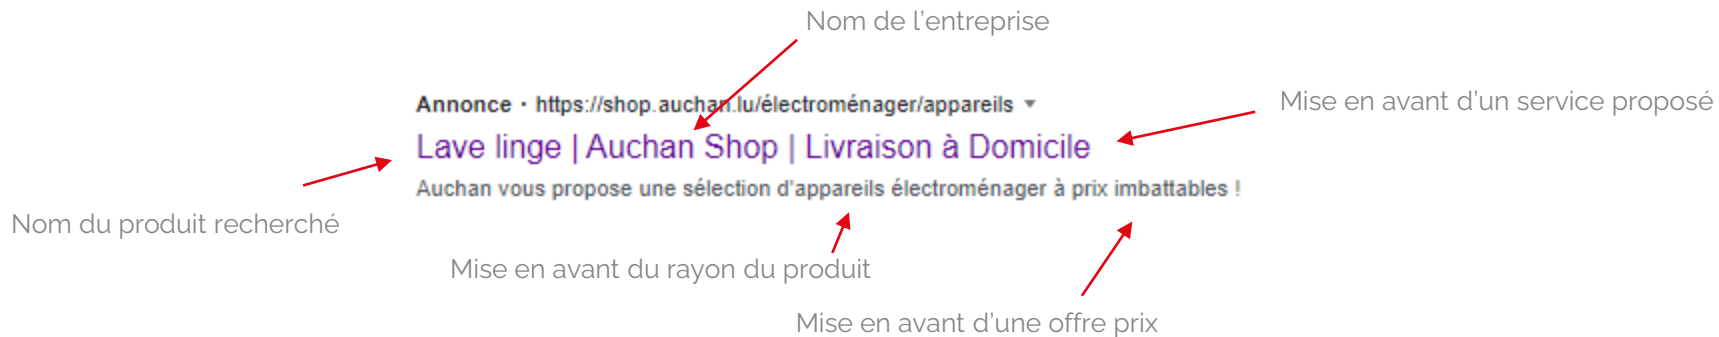 Nom de l'entreprise
Annonce · https://shop.auchan.lu/électroménager/appareils
Mise en avant d'un service proposé
Lave linge | Auchan Shop | Livraison à Domicile
Auchan vous propose une sélection d'appareils électroménager à prix imbattables !
Nom du produit recherché
Mise en avant du rayon du produit
Mise en avant d'une offre prix